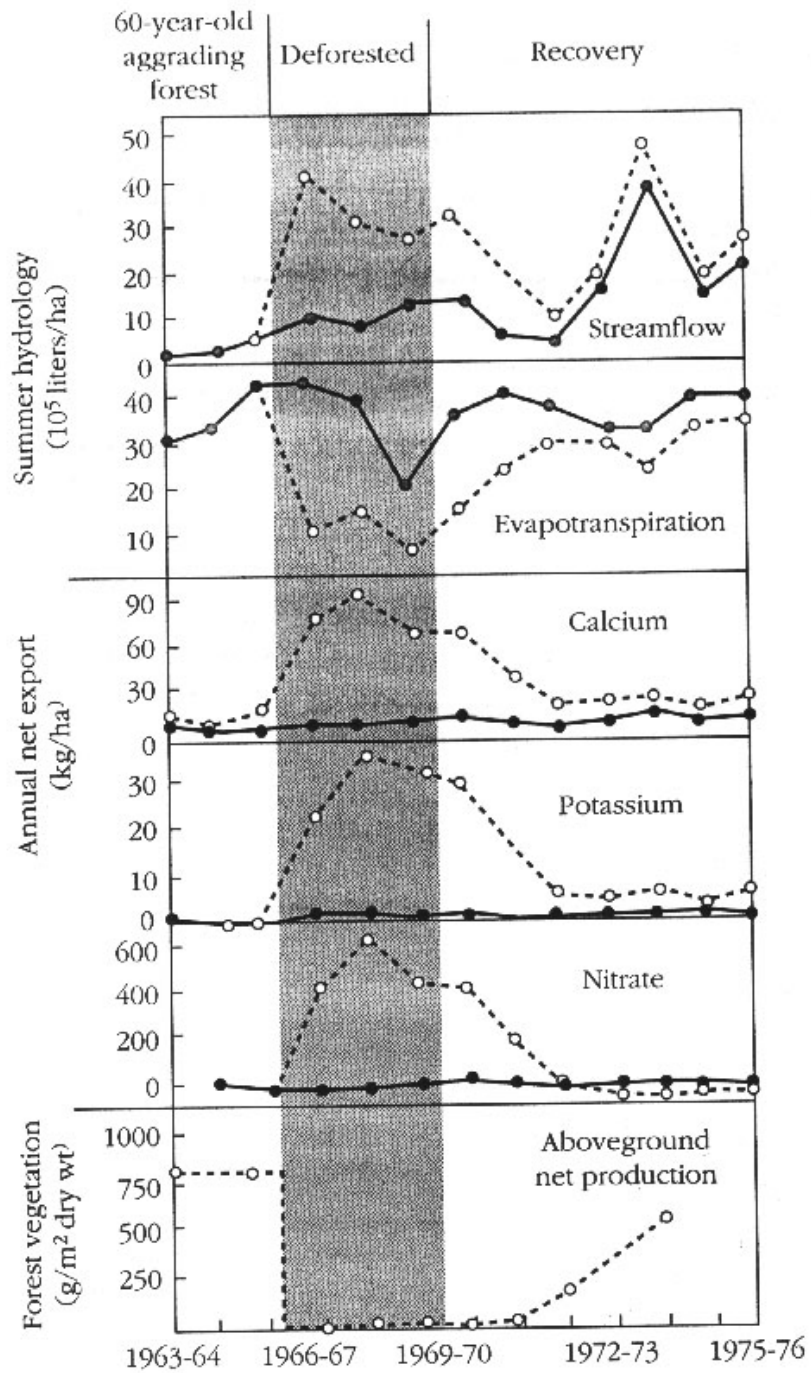 60-year-old
aggrading
forest
Deforested
Recovery
Summer hydrology
(10⁵ liters/ha)
50
40
30
20
10
0
Streamflow
40
30
20
10
Evapotranspiration
Annual net export
(kg/ha)
90
60
30
0
Calcium
30
20
10
0
Potassium
600
400
200
0
Nitrate
Forest vegetation
(g/m² dry wt)
1000
750
500
250
Aboveground
net production
1963-64 1966-67 1969-70 1972-73 1975-76